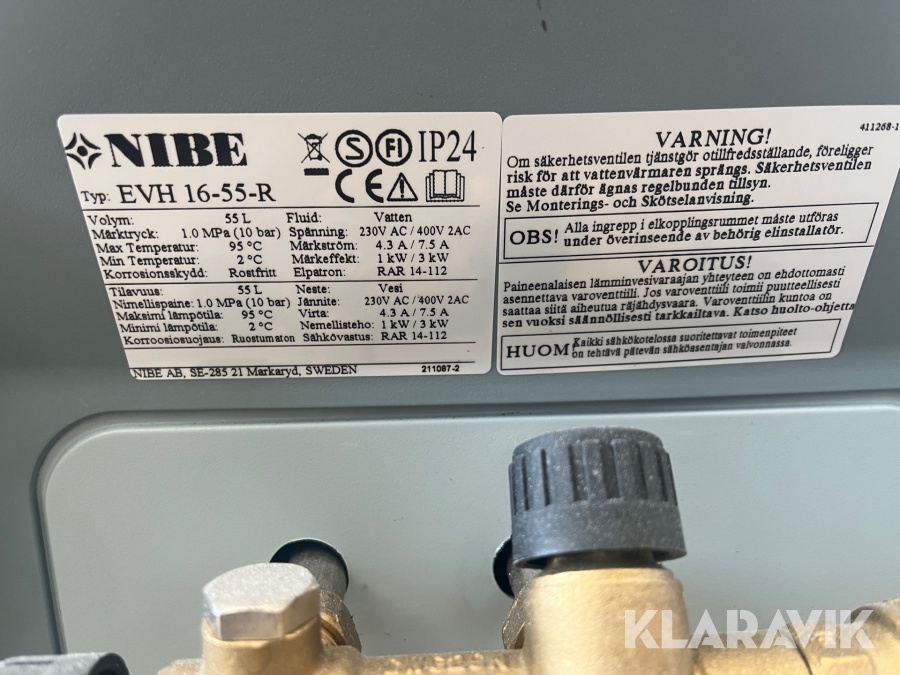 NIBE
IP24
Typ: EVH 16-55-R
Volym: 55 L Fluid: Vatten
Märktryck: 1.0 MPa (10 bar) Spänning: 230V AC / 400V 2AC
Max Temperatur: 95 °C Märkström: 4.3 A / 7.5 A
Min Temperatur: 2 °C Märkeffekt: 1 kW / 3 kW
Korrosionsskydd: Rostfritt Elpatron: RAR 14-112
Tilavuus: 55 L Neste: Vesi
Nimellispaine: 1.0 MPa (10 bar) Jännite: 230V AC / 400V 2AC
Maksimi lämpötila: 95 °C Virta: 4.3 A / 7.5 A
Minimi lämpötila: 2 °C Nemellisteho: 1 kW / 3 kW
Korroosiosuojaus: Ruostumaton Sähkövastus: RAR 14-112
NIBE AB, SE-285 21 Markaryd, SWEDEN 211087-2
411268-1
VARNING!
Om säkerhetsventilen tjänstgör otillfredsställande, föreligger
risk för att vattenvärmaren sprängs. Säkerhetsventilen
måste därför ägnas regelbunden tillsyn.
Se Monterings- och Skötselanvisning.
OBS! Alla ingrepp i elkopplingsrummet måste utföras
under överinseende av behörig elinstallatör.
VAROITUS!
Paineenalaisen lämminvesivaraajan yhteyteen on ehdottomasti
asennettava varoventtiili. Jos varoventtiili toimii puutteellisesti
saattaa siitä aiheutua räjähdysvaara. Varoventtiilin kuntoa on
sen vuoksi säännöllisesti tarkkailtava. Katso huolto-ohjetta
HUOM Kaikki sähkökotelossa suoritettavat toimenpiteet
on tehtävä pätevän sähköasentajan valvonnassa.
KLARAVIK